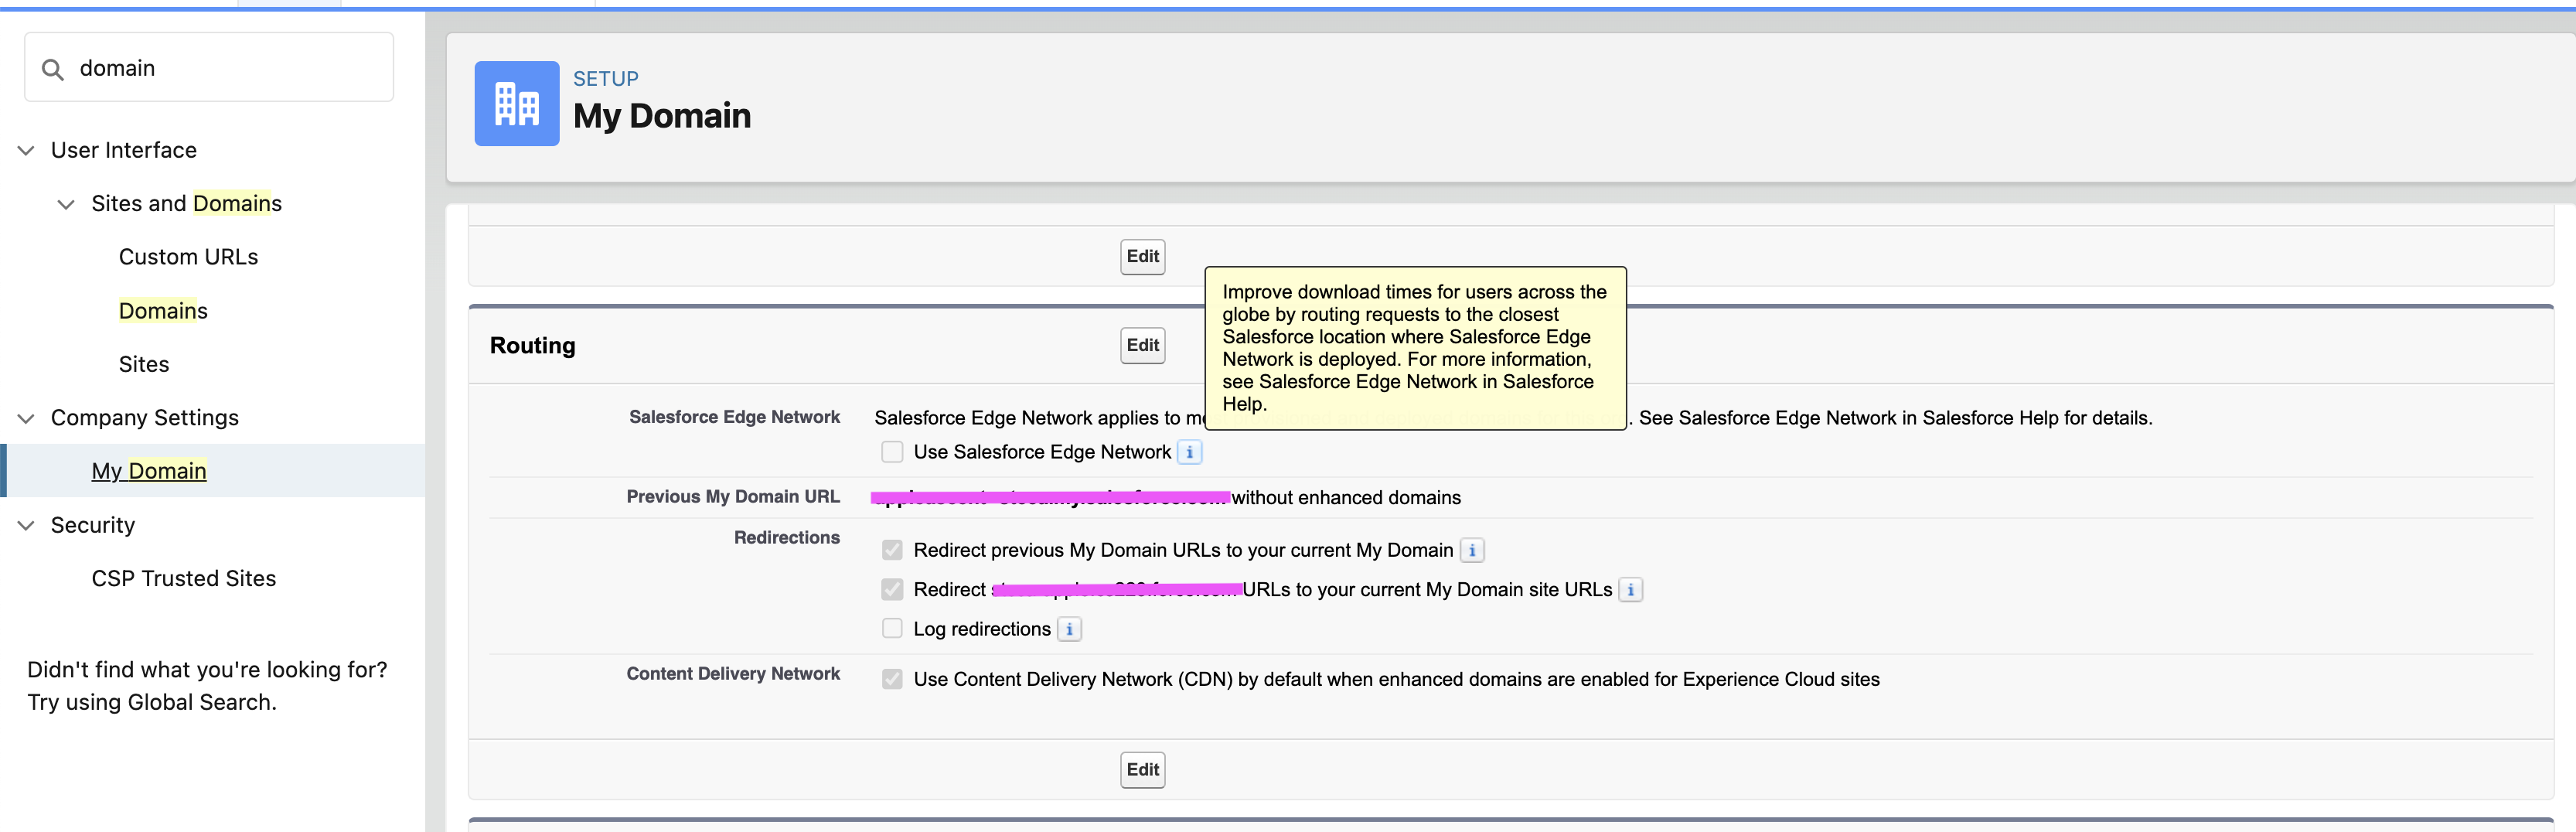 domain
User Interface
Sites and Domains
Custom URLs
Domains
Sites
Company Settings
My Domain
Security
CSP Trusted Sites
Didn't find what you're looking for?
Try using Global Search.
SETUP
My Domain
Edit
Improve download times for users across the
globe by routing requests to the closest
Salesforce location where Salesforce Edge
Network is deployed. For more information,
see Salesforce Edge Network in Salesforce
Help.
Routing
Edit
Salesforce Edge Network
Salesforce Edge Network applies to . See Salesforce Edge Network in Salesforce Help for details.
Use Salesforce Edge Network
Previous My Domain URL
without enhanced domains
Redirections
Redirect previous My Domain URLs to your current My Domain
Redirect URLs to your current My Domain site URLs
Log redirections
Content Delivery Network
Use Content Delivery Network (CDN) by default when enhanced domains are enabled for Experience Cloud sites
Edit